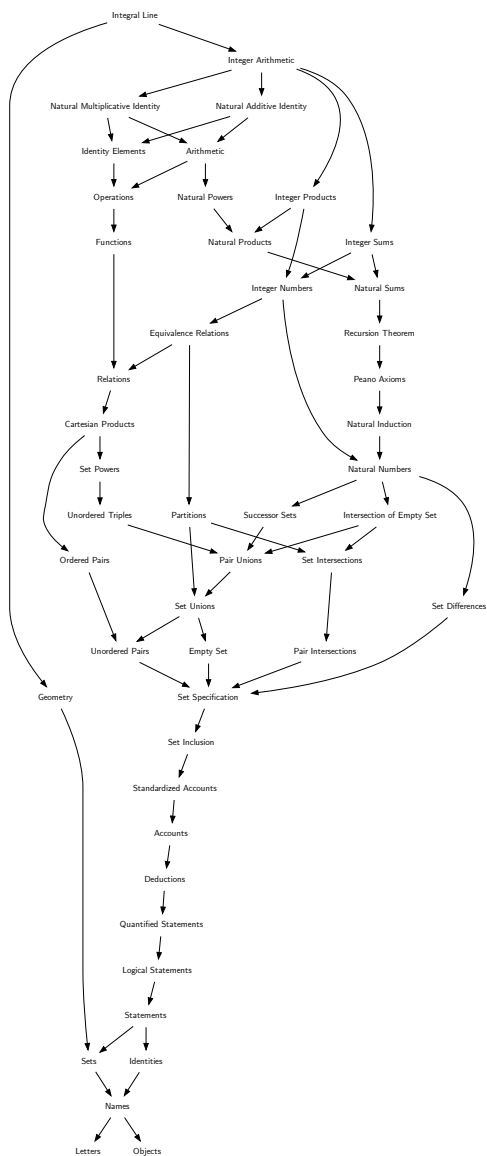 Integral Line
Integer Arithmetic
Natural Multiplicative Identity
Natural Additive Identity
Identity Elements
Arithmetic
Operations
Natural Powers
Integer Products
Functions
Natural Products
Integer Sums
Integer Numbers
Natural Sums
Equivalence Relations
Recursion Theorem
Relations
Peano Axioms
Cartesian Products
Natural Induction
Set Powers
Natural Numbers
Unordered Triples
Partitions
Successor Sets
Intersection of Empty Set
Ordered Pairs
Pair Unions
Set Intersections
Set Unions
Set Differences
Unordered Pairs
Empty Set
Pair Intersections
Geometry
Set Specification
Set Inclusion
Standardized Accounts
Accounts
Deductions
Quantified Statements
Logical Statements
Statements
Sets
Identities
Names
Letters
Objects